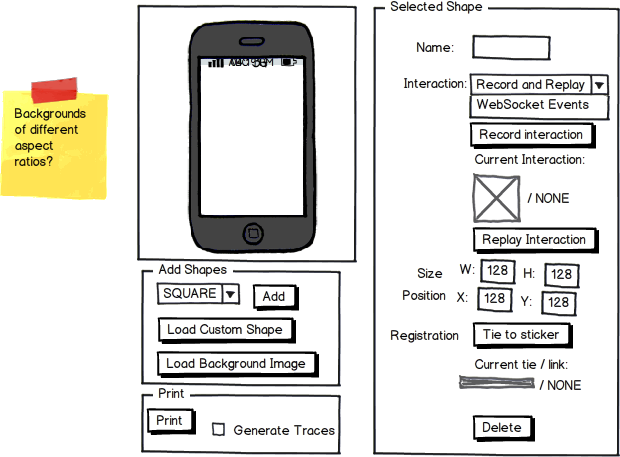 Backgrounds
of different
aspect
ratios?
Add Shapes
SQUARE
Add
Load Custom Shape
Load Background Image
Print
Print
Generate Traces
Selected Shape
Name:
Interaction:
Record and Replay
WebSocket Events
Record interaction
Current Interaction:
/ NONE
Replay Interaction
Size
W: 128 H: 128
Position
X: 128 Y: 128
Registration
Tie to sticker
Current tie / link:
/ NONE
Delete